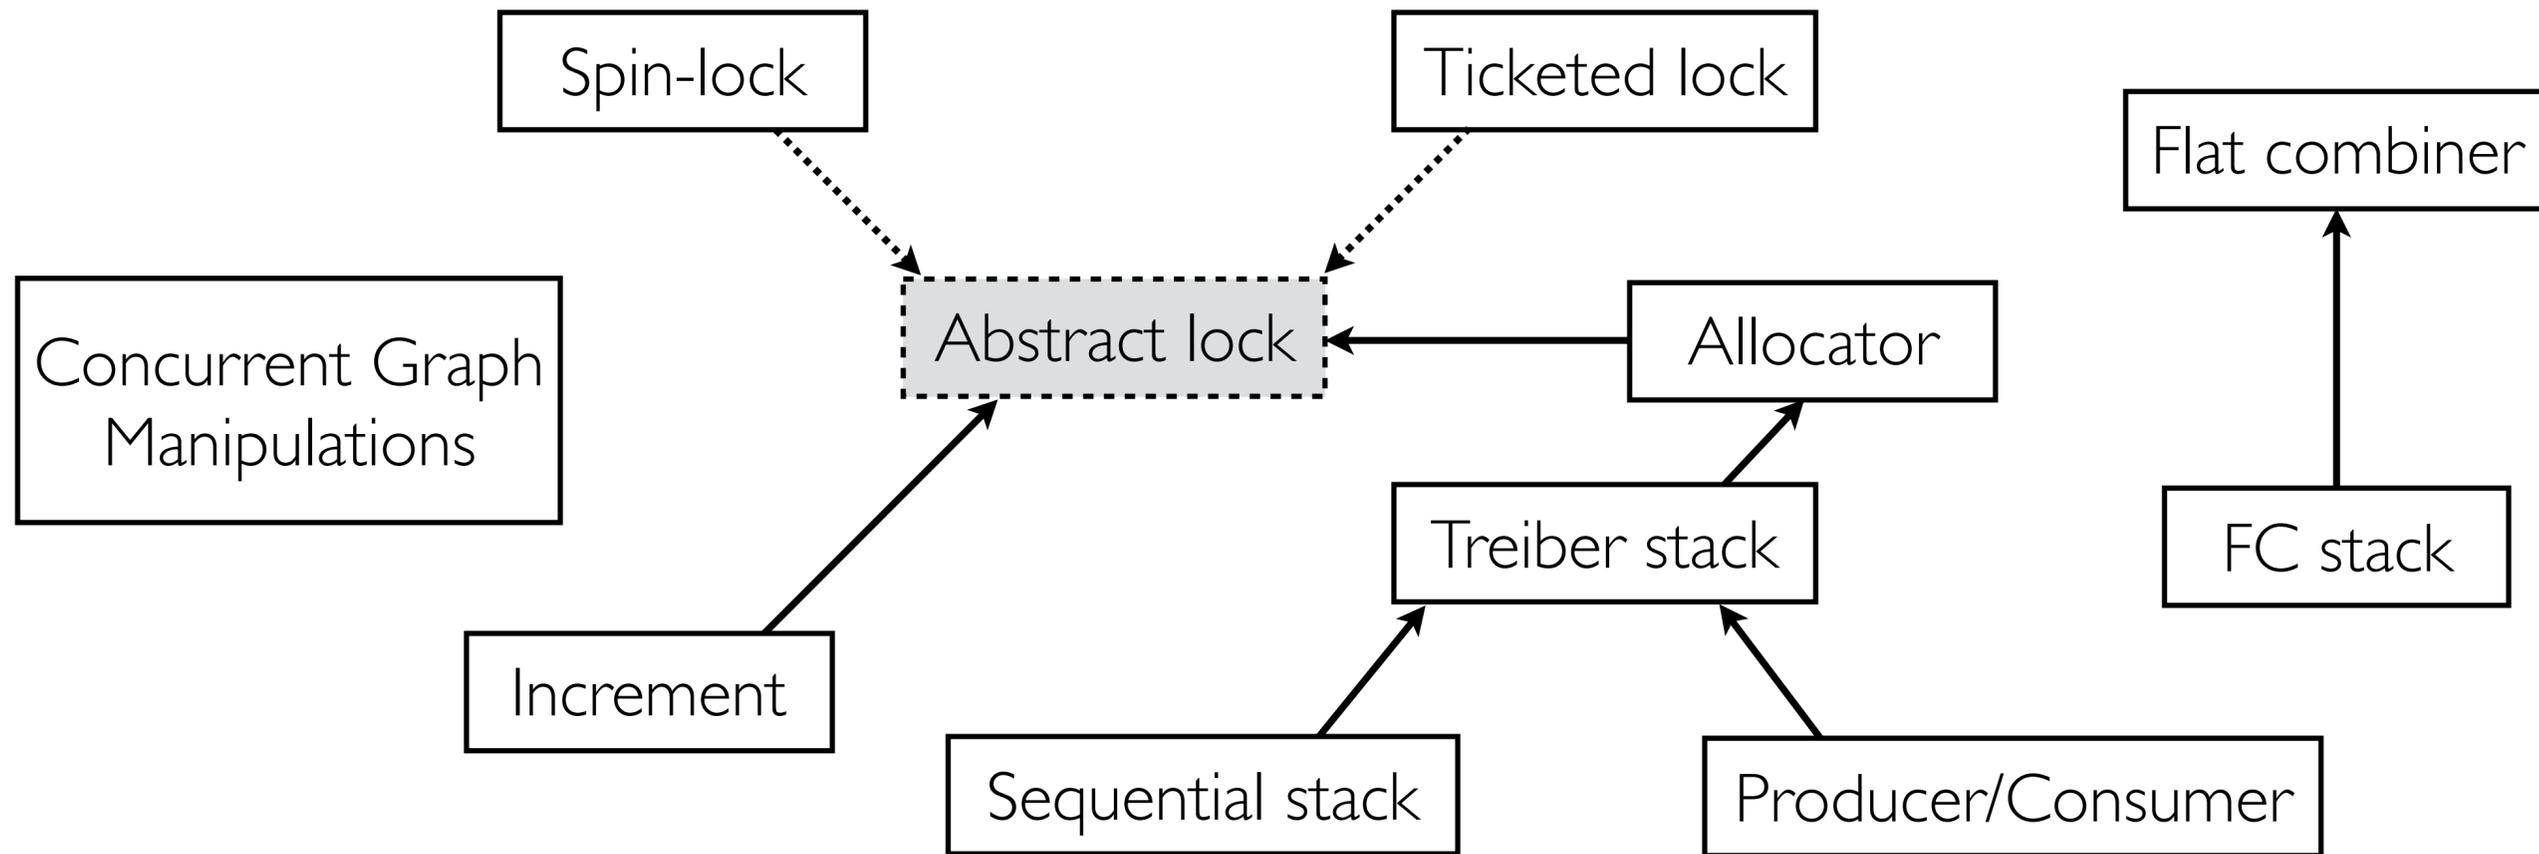 Spin-lock
Ticketed lock
Flat combiner
Concurrent Graph
Manipulations
Abstract lock
Allocator
Treiber stack
FC stack
Increment
Sequential stack
Producer/Consumer